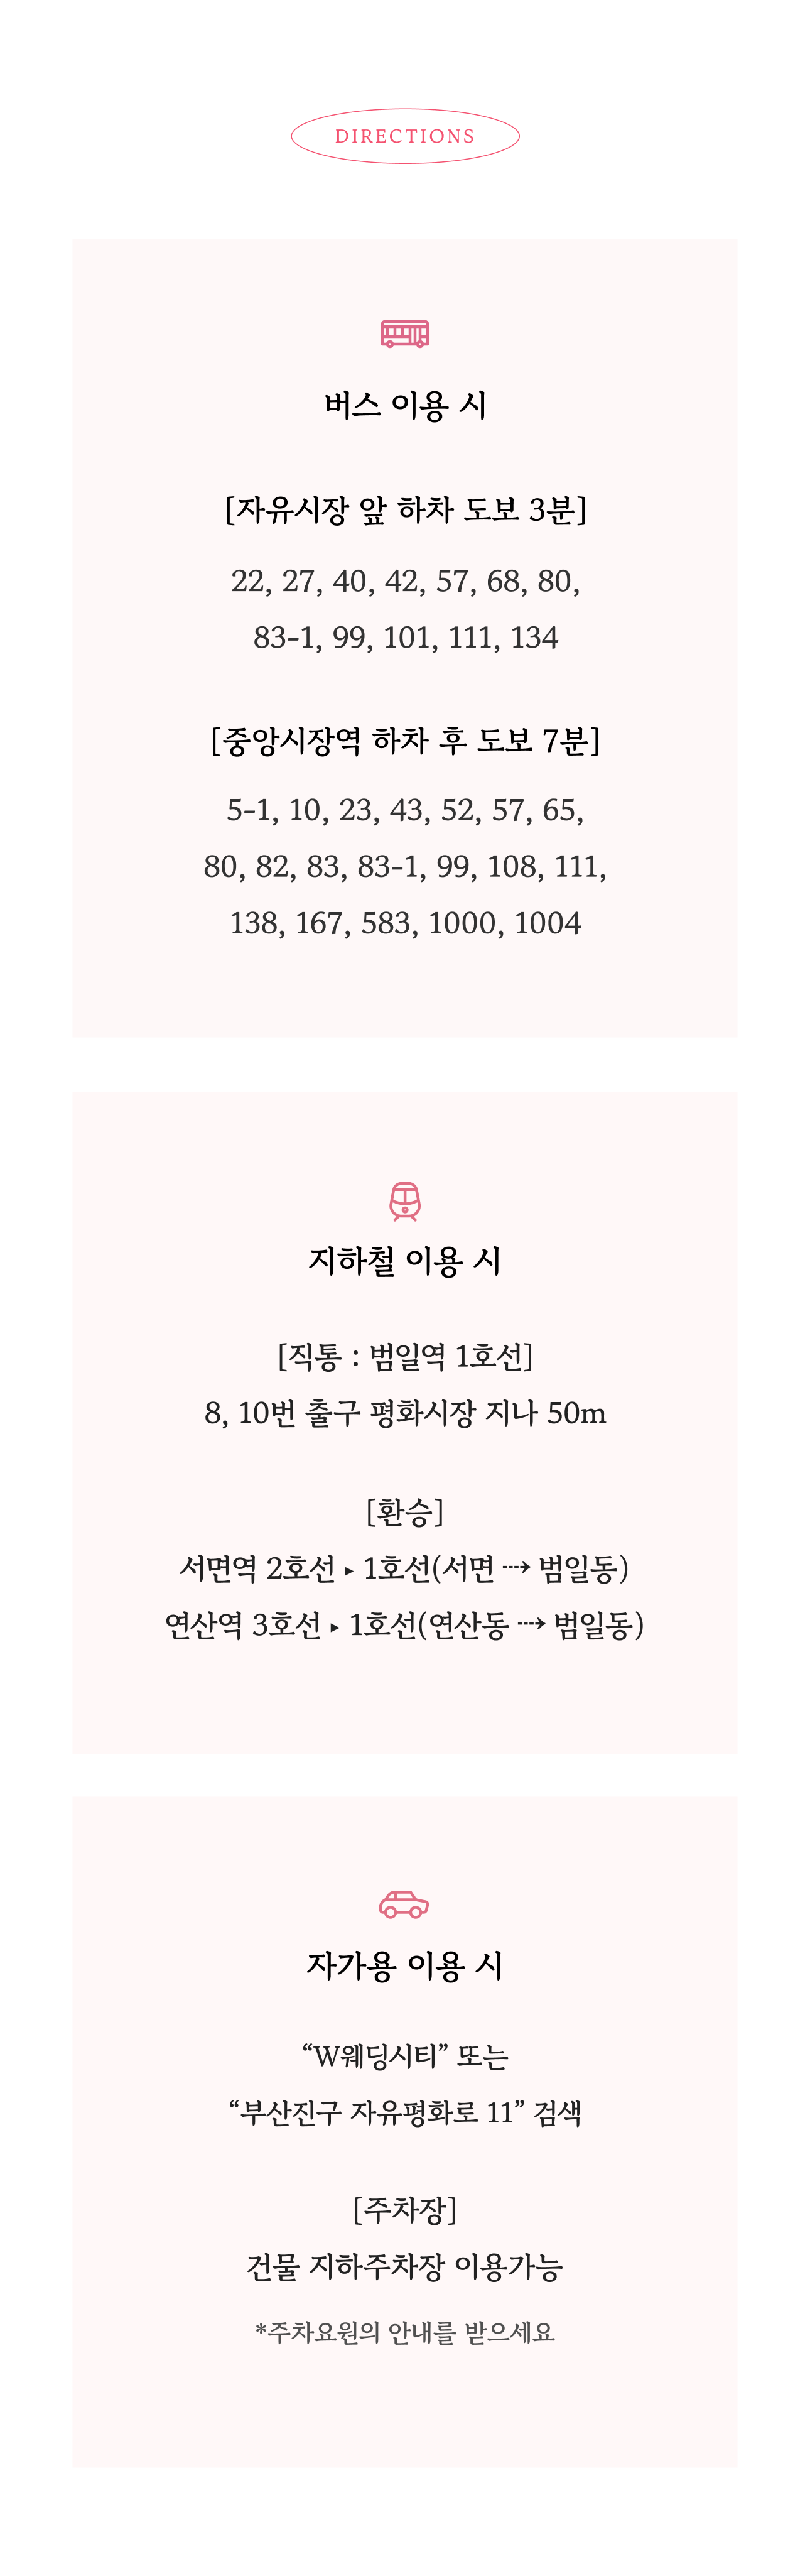 DIRECTIONS
버스 이용 시
[자유시장 앞 하차 도보 3분]
22, 27, 40, 42, 57, 68, 80,
83-1, 99, 101, 111, 134
[중앙시장역 하차 후 도보 7분]
5-1, 10, 23, 43, 52, 57, 65,
80, 82, 83, 83-1, 99, 108, 111,
138, 167, 583, 1000, 1004
지하철 이용 시
[직통 : 범일역 1호선]
8, 10번 출구 평화시장 지나 50m
[환승]
서면역 2호선 ▸ 1호선(서면 ⤏ 범일동)
연산역 3호선 ▸ 1호선(연산동 ⤏ 범일동)
자가용 이용 시
“W웨딩시티” 또는
“부산진구 자유평화로 11” 검색
[주차장]
건물 지하주차장 이용가능
*주차요원의 안내를 받으세요